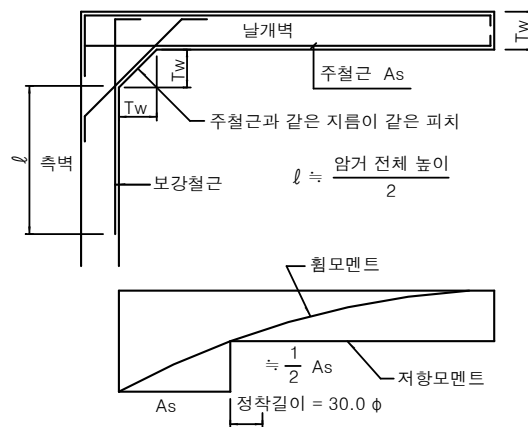 날개벽
Tw
주철근 As
Tw
Tw
주철근과 같은 지름이 같은 피치
ℓ
측벽
보강철근
ℓ ≒ 암거 전체 높이
2
휨모멘트
≒ 1
2 As
저항모멘트
As
정착길이 = 30.0 φ